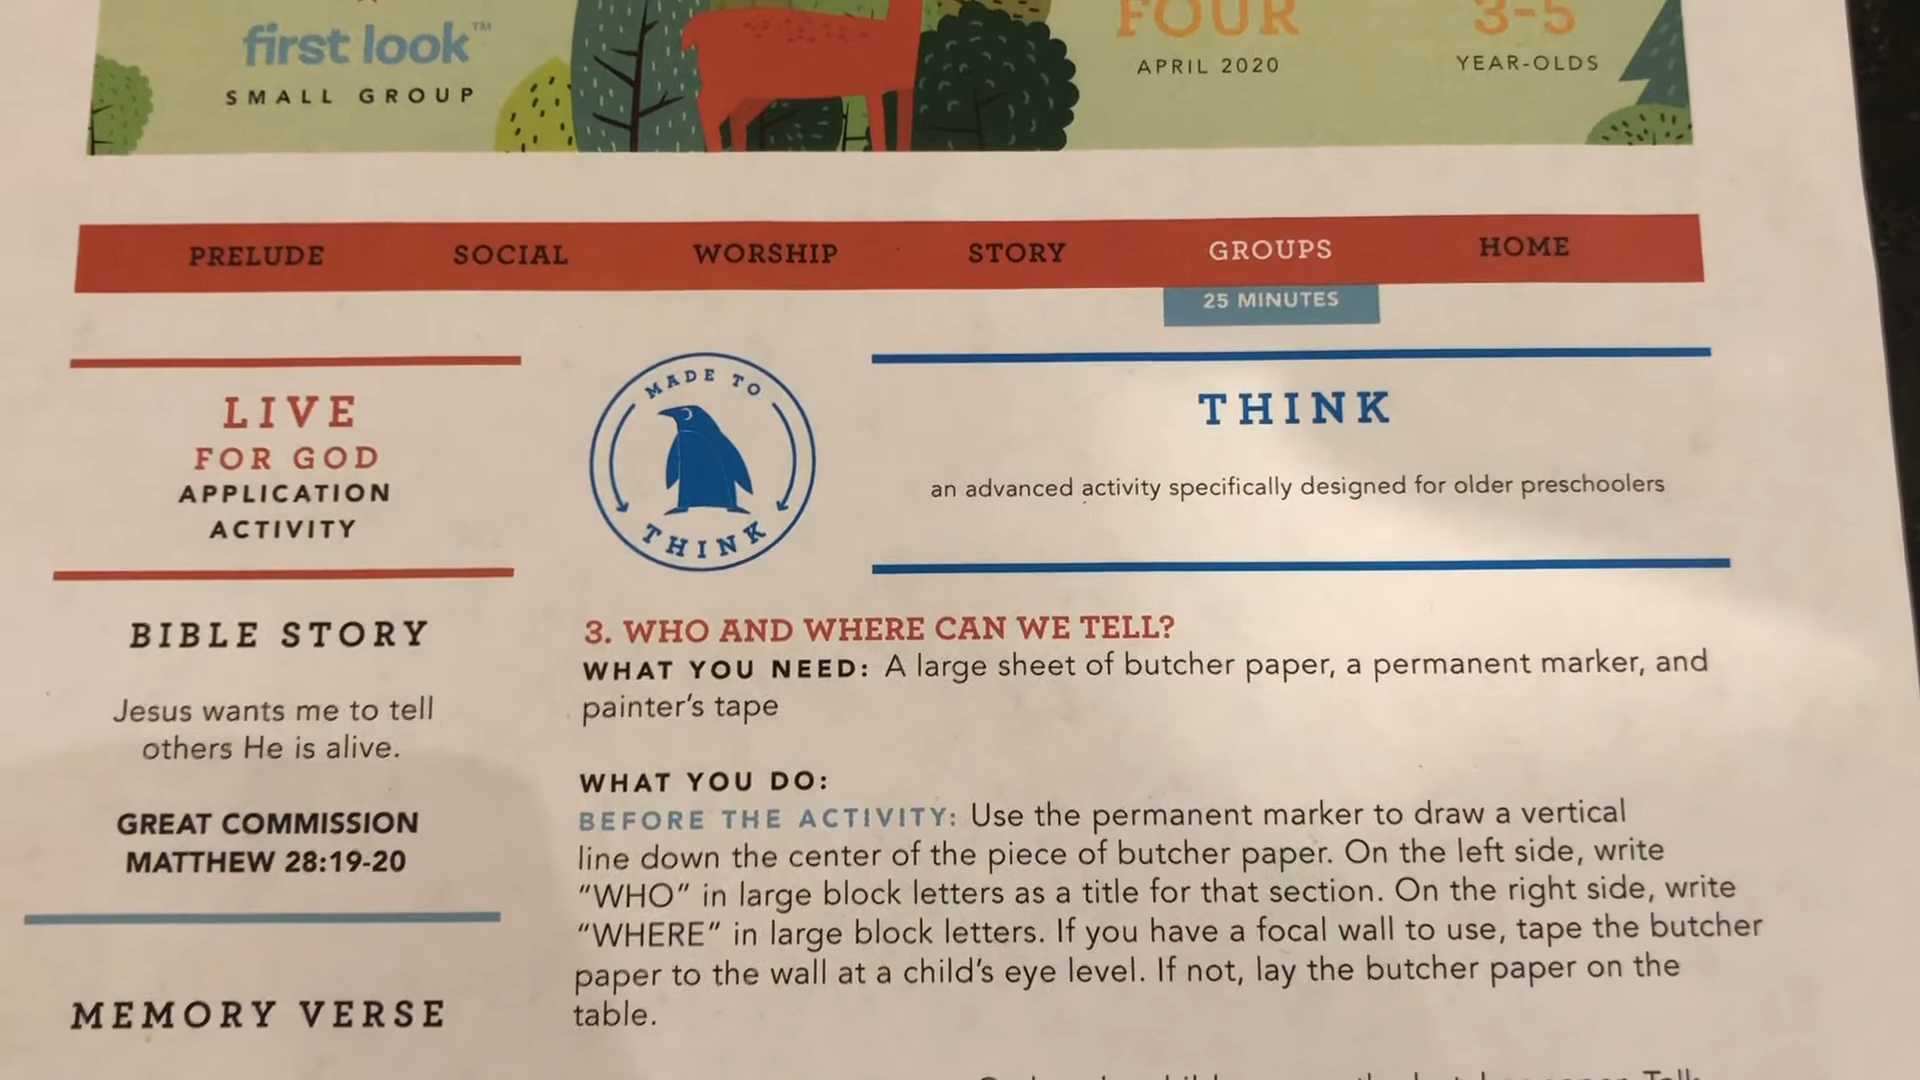 first look™
SMALL GROUP
FOUR
APRIL 2020
3-5
YEAR-OLDS
PRELUDE
SOCIAL
WORSHIP
STORY
GROUPS
HOME
25 MINUTES
LIVE
FOR GOD
APPLICATION
ACTIVITY
MADE TO
THINK
THINK
an advanced activity specifically designed for older preschoolers
BIBLE STORY
Jesus wants me to tell
others He is alive.
GREAT COMMISSION
MATTHEW 28:19-20
MEMORY VERSE
3. WHO AND WHERE CAN WE TELL?
WHAT YOU NEED: A large sheet of butcher paper, a permanent marker, and
painter's tape
WHAT YOU DO:
BEFORE THE ACTIVITY: Use the permanent marker to draw a vertical
line down the center of the piece of butcher paper. On the left side, write
"WHO" in large block letters as a title for that section. On the right side, write
"WHERE" in large block letters. If you have a focal wall to use, tape the butcher
paper to the wall at a child's eye level. If not, lay the butcher paper on the
table.